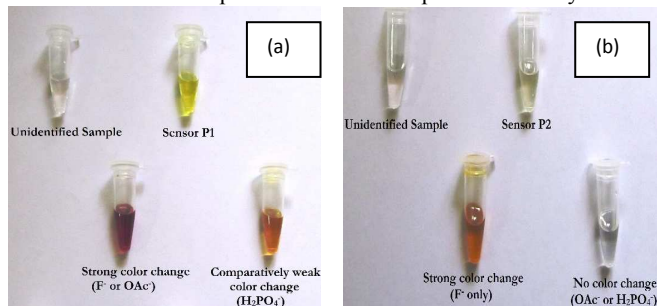 (a)
Unidentified Sample
Sensor P1
Strong color change
(F⁻ or OAc⁻)
Comparatively weak
color change
(H₂PO₄⁻)
(b)
Unidentified Sample
Sensor P2
Strong color change
(F⁻ only)
No color change
(OAc⁻ or H₂PO₄⁻)